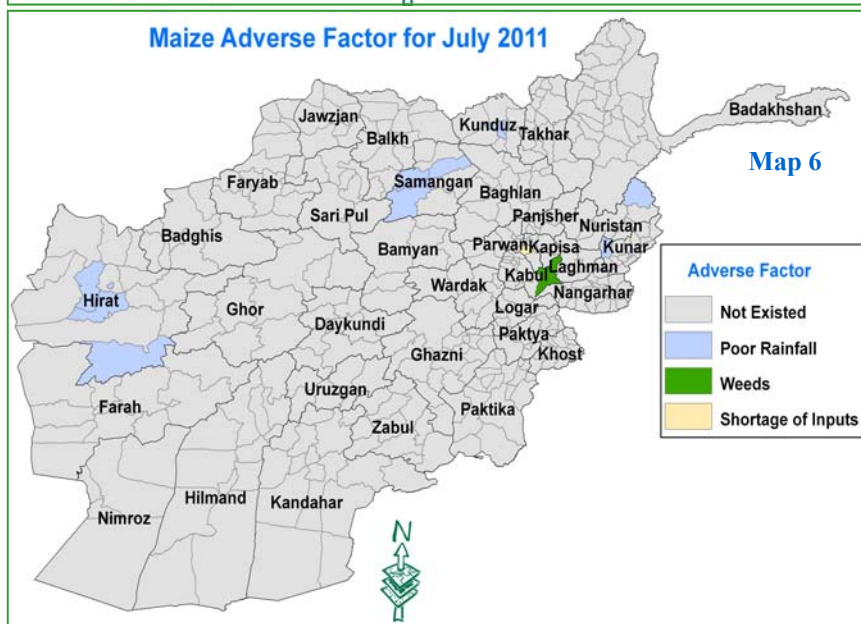 Maize Adverse Factor for July 2011
Badakhshan
Jawzjan
Balkh
Kunduz
Takhar
Map 6
Faryab
Samangan
Baghlan
Sari Pul
Panjsher
Nuristan
Badghis
Bamyan
Parwan
Kapisa
Kunar
Hirat
Ghor
Wardak
Kabul
Laghman
Nangarhar
Logar
Daykundi
Paktya
Ghazni
Khost
Farah
Uruzgan
Paktika
Zabul
Hilmand
Kandahar
Nimroz
N
Adverse Factor
Not Existed
Poor Rainfall
Weeds
Shortage of Inputs